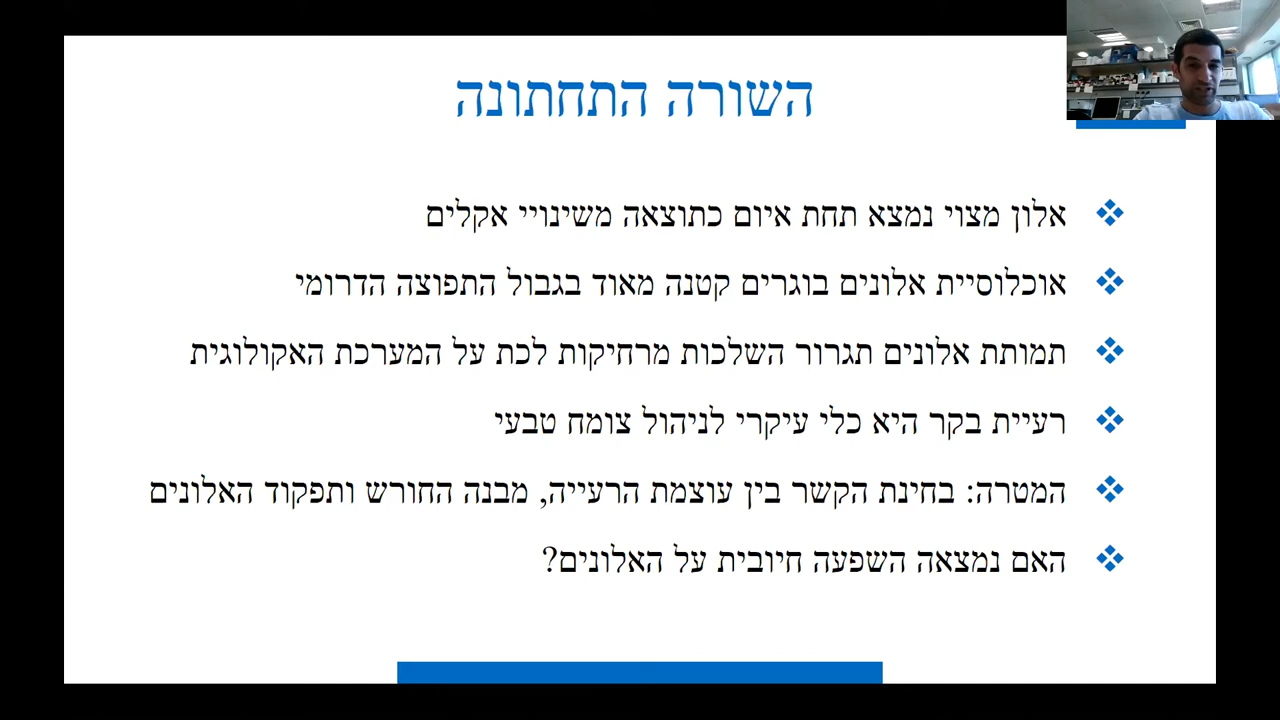 השורה התחתונה
אלון מצוי נמצא תחת איום כתוצאה משינויי אקלים
אוכלוסיית אלונים בוגרים קטנה מאוד בגבול התפוצה הדרומי
תמותת אלונים תגרור השלכות מרחיקות לכת על המערכת האקולוגית
רעיית בקר היא כלי עיקרי לניהול צומח טבעי
המטרה: בחינת הקשר בין עוצמת הרעייה, מבנה החורש ותפקוד האלונים
האם נמצאה השפעה חיובית על האלונים?